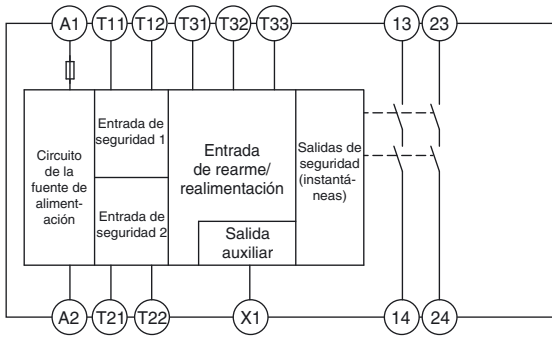 A1 T11 T12 T31 T32 T33 13 23
Circuito
de la
fuente de
aliment-
ación
Entrada de
seguridad 1
Entrada de
seguridad 2
Entrada
de rearme/
realimentación
Salida
auxiliar
Salidas de
seguridad
(instantá-
neas)
A2 T21 T22 X1 14 24